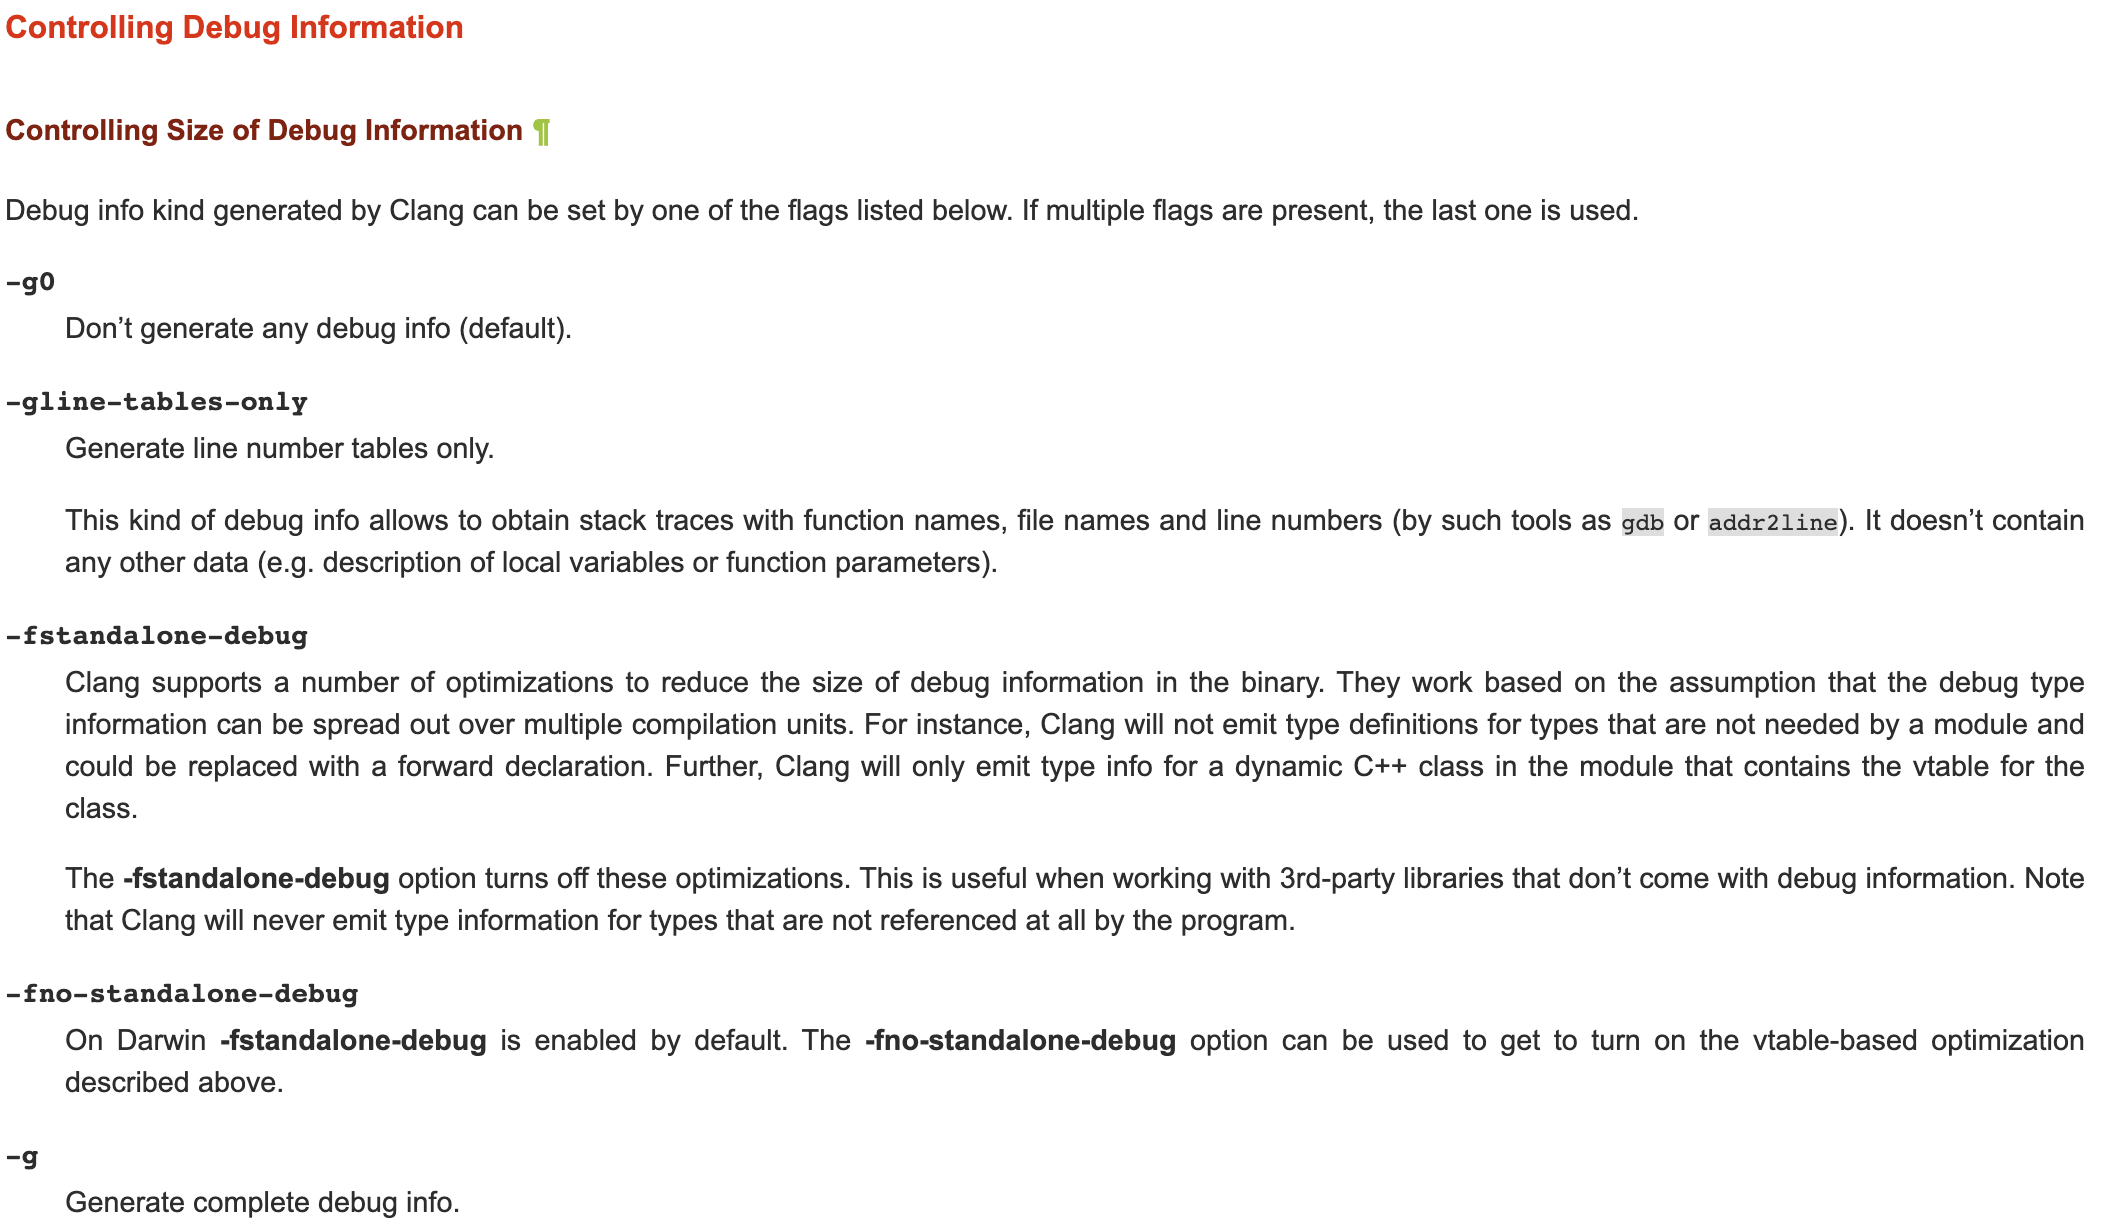 Controlling Debug Information
Controlling Size of Debug Information ¶
Debug info kind generated by Clang can be set by one of the flags listed below. If multiple flags are present, the last one is used.
-g0
Don’t generate any debug info (default).
-gline-tables-only
Generate line number tables only.
This kind of debug info allows to obtain stack traces with function names, file names and line numbers (by such tools as gdb or addr2line). It doesn’t contain
any other data (e.g. description of local variables or function parameters).
-fstandalone-debug
Clang supports a number of optimizations to reduce the size of debug information in the binary. They work based on the assumption that the debug type
information can be spread out over multiple compilation units. For instance, Clang will not emit type definitions for types that are not needed by a module and
could be replaced with a forward declaration. Further, Clang will only emit type info for a dynamic C++ class in the module that contains the vtable for the
class.
The -fstandalone-debug option turns off these optimizations. This is useful when working with 3rd-party libraries that don’t come with debug information. Note
that Clang will never emit type information for types that are not referenced at all by the program.
-fno-standalone-debug
On Darwin -fstandalone-debug is enabled by default. The -fno-standalone-debug option can be used to get to turn on the vtable-based optimization
described above.
-g
Generate complete debug info.